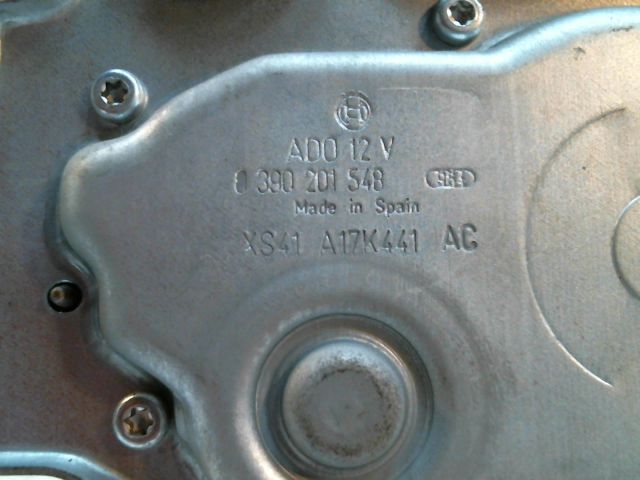 ADO 12 V
0 390 201 548
Made in Spain
XS41 A17K441 AC